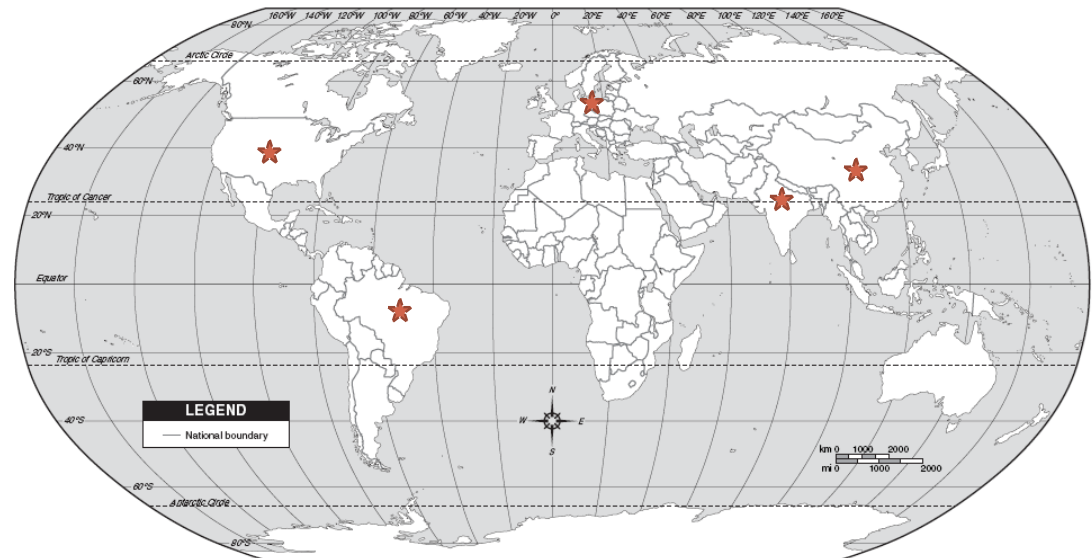 160°W 140°W 120°W 100°W 80°W 60°W 40°W 20°W 0° 20°E 40°E 60°E 80°E 100°E 120°E 140°E 160°E
80°N
Arctic Circle
60°N
40°N
Tropic of Cancer
20°N
Equator
20°S
Tropic of Capricorn
N
W E
S
LEGEND
National boundary
40°S
km 0 1000 2000
mi 0 1000 2000
60°S
Antarctic Circle
80°S